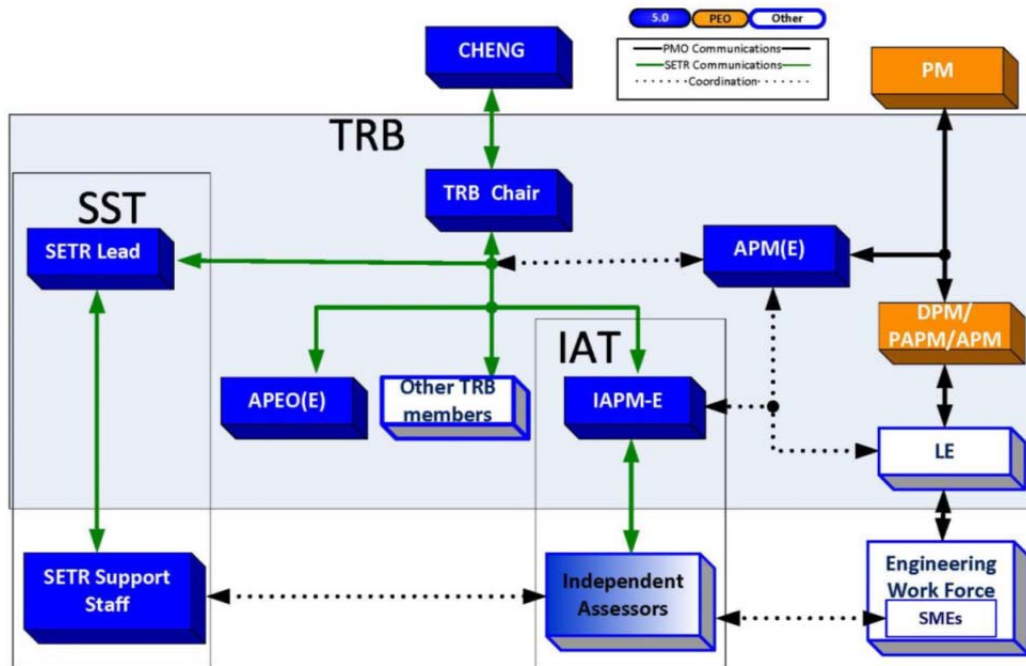 5.0
PEO
Other
PMO Communications
SETR Communications
Coordination
CHENG
PM
TRB
TRB Chair
SST
SETR Lead
APM(E)
DPM/
PAPM/APM
IAT
APEO(E)
Other TRB
members
IAPM-E
LE
SETR Support
Staff
Independent
Assessors
Engineering
Work Force
SMEs